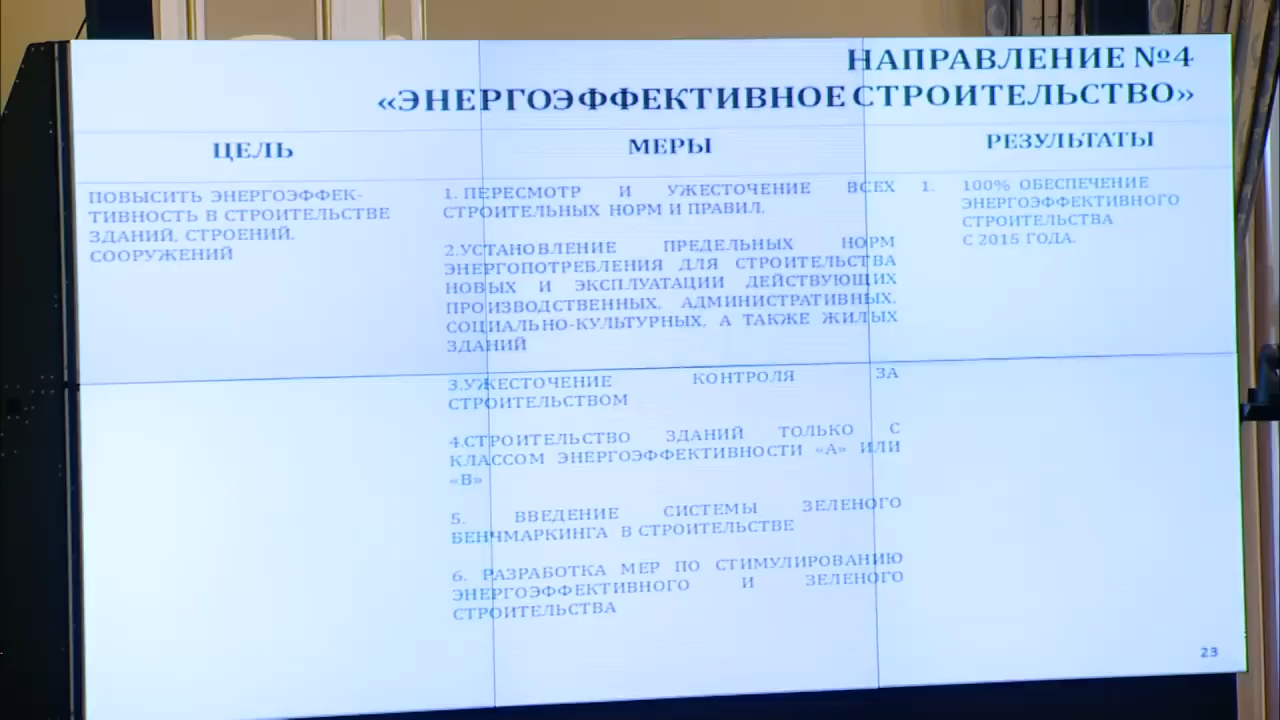 НАПРАВЛЕНИЕ №4
«ЭНЕРГОЭФФЕКТИВНОЕ СТРОИТЕЛЬСТВО»
ЦЕЛЬ
ПОВЫСИТЬ ЭНЕРГОЭФФЕК-
ТИВНОСТЬ В СТРОИТЕЛЬСТВЕ
ЗДАНИЙ, СТРОЕНИЙ,
СООРУЖЕНИЙ
МЕРЫ
1. ПЕРЕСМОТР И УЖЕСТОЧЕНИЕ ВСЕХ
СТРОИТЕЛЬНЫХ НОРМ И ПРАВИЛ.
2.УСТАНОВЛЕНИЕ ПРЕДЕЛЬНЫХ НОРМ
ЭНЕРГОПОТРЕБЛЕНИЯ ДЛЯ СТРОИТЕЛЬСТВА
НОВЫХ И ЭКСПЛУАТАЦИИ ДЕЙСТВУЮЩИХ
ПРОИЗВОДСТВЕННЫХ, АДМИНИСТРАТИВНЫХ,
СОЦИАЛЬНО-КУЛЬТУРНЫХ, А ТАКЖЕ ЖИЛЫХ
ЗДАНИЙ
3.УЖЕСТОЧЕНИЕ КОНТРОЛЯ ЗА
СТРОИТЕЛЬСТВОМ
4.СТРОИТЕЛЬСТВО ЗДАНИЙ ТОЛЬКО С
КЛАССОМ ЭНЕРГОЭФФЕКТИВНОСТИ «А» ИЛИ
«В»
5. ВВЕДЕНИЕ СИСТЕМЫ ЗЕЛЕНОГО
БЕНЧМАРКИНГА В СТРОИТЕЛЬСТВЕ
6. РАЗРАБОТКА МЕР ПО СТИМУЛИРОВАНИЮ
ЭНЕРГОЭФФЕКТИВНОГО И ЗЕЛЕНОГО
СТРОИТЕЛЬСТВА
РЕЗУЛЬТАТЫ
1. 100% ОБЕСПЕЧЕНИЕ
ЭНЕРГОЭФФЕКТИВНОГО
СТРОИТЕЛЬСТВА
С 2015 ГОДА.
23